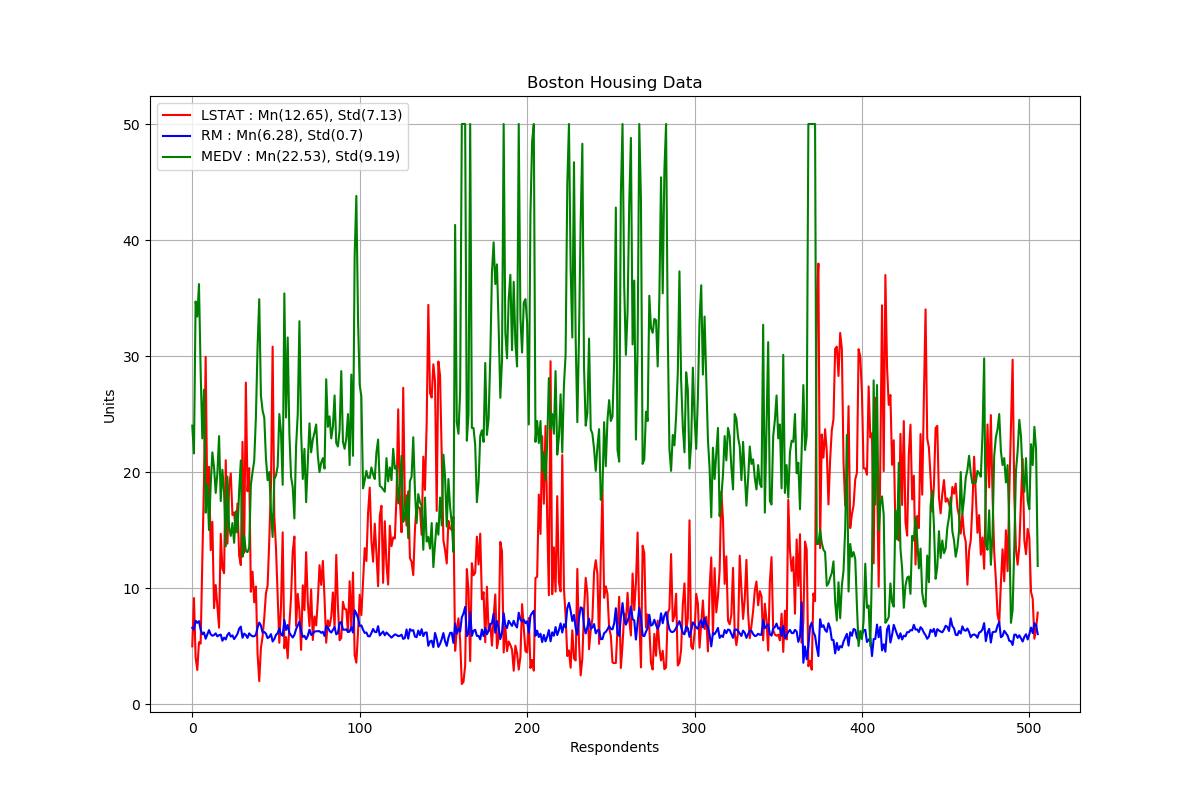 Boston Housing Data
LSTAT : Mn(12.65), Std(7.13)
RM : Mn(6.28), Std(0.7)
MEDV : Mn(22.53), Std(9.19)
50
40
30
20
10
0
Units
0 100 200 300 400 500
Respondents